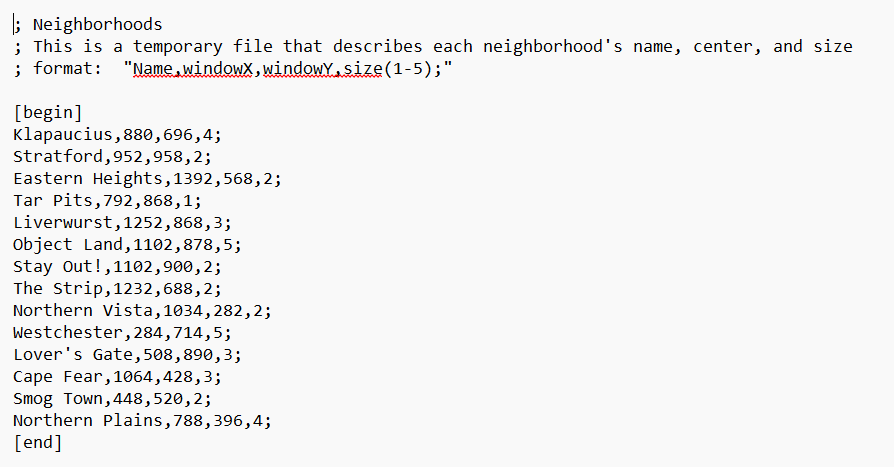 ; Neighborhoods
; This is a temporary file that describes each neighborhood's name, center, and size
; format:  "Name,windowX,windowY,size(1-5);"
[begin]
Klapaucius,880,696,4;
Stratford,952,958,2;
Eastern Heights,1392,568,2;
Tar Pits,792,868,1;
Liverwurst,1252,868,3;
Object Land,1102,878,5;
Stay Out!,1102,900,2;
The Strip,1232,688,2;
Northern Vista,1034,282,2;
Westchester,284,714,5;
Lover's Gate,508,890,3;
Cape Fear,1064,428,3;
Smog Town,448,520,2;
Northern Plains,788,396,4;
[end]